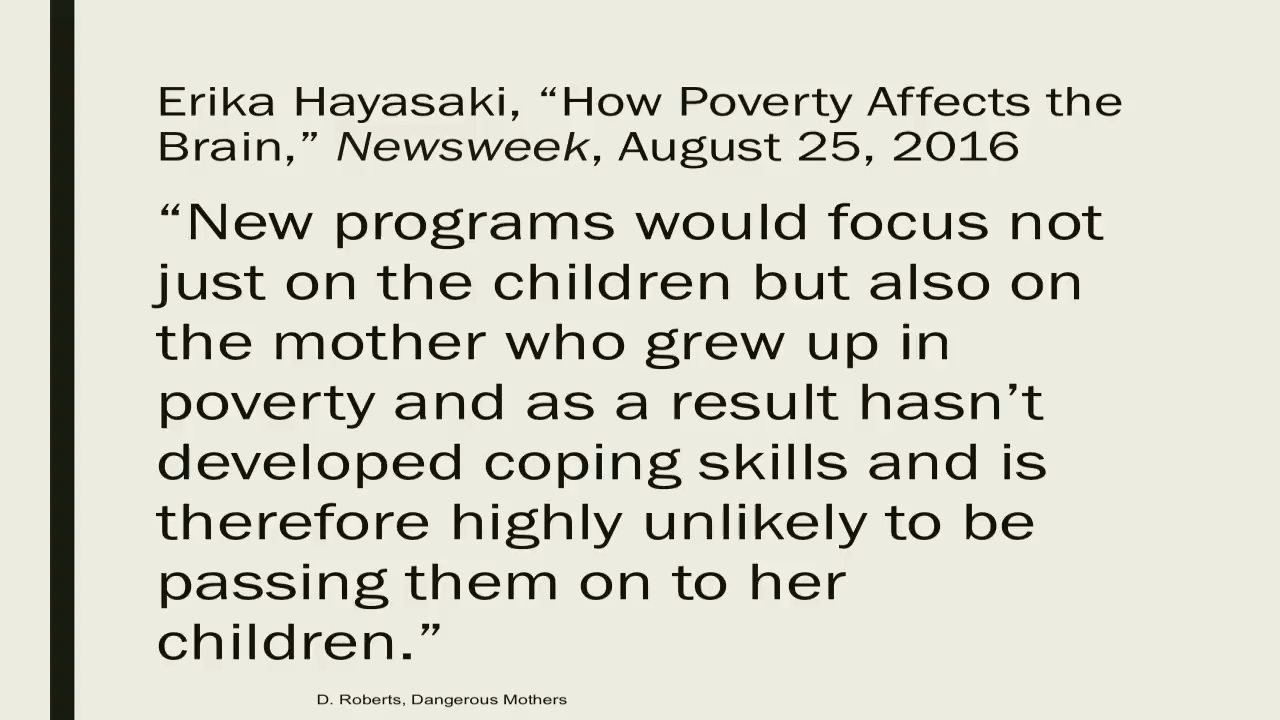 Erika Hayasaki, “How Poverty Affects the
Brain,” Newsweek, August 25, 2016
“New programs would focus not
just on the children but also on
the mother who grew up in
poverty and as a result hasn’t
developed coping skills and is
therefore highly unlikely to be
passing them on to her
children.”
D. Roberts, Dangerous Mothers